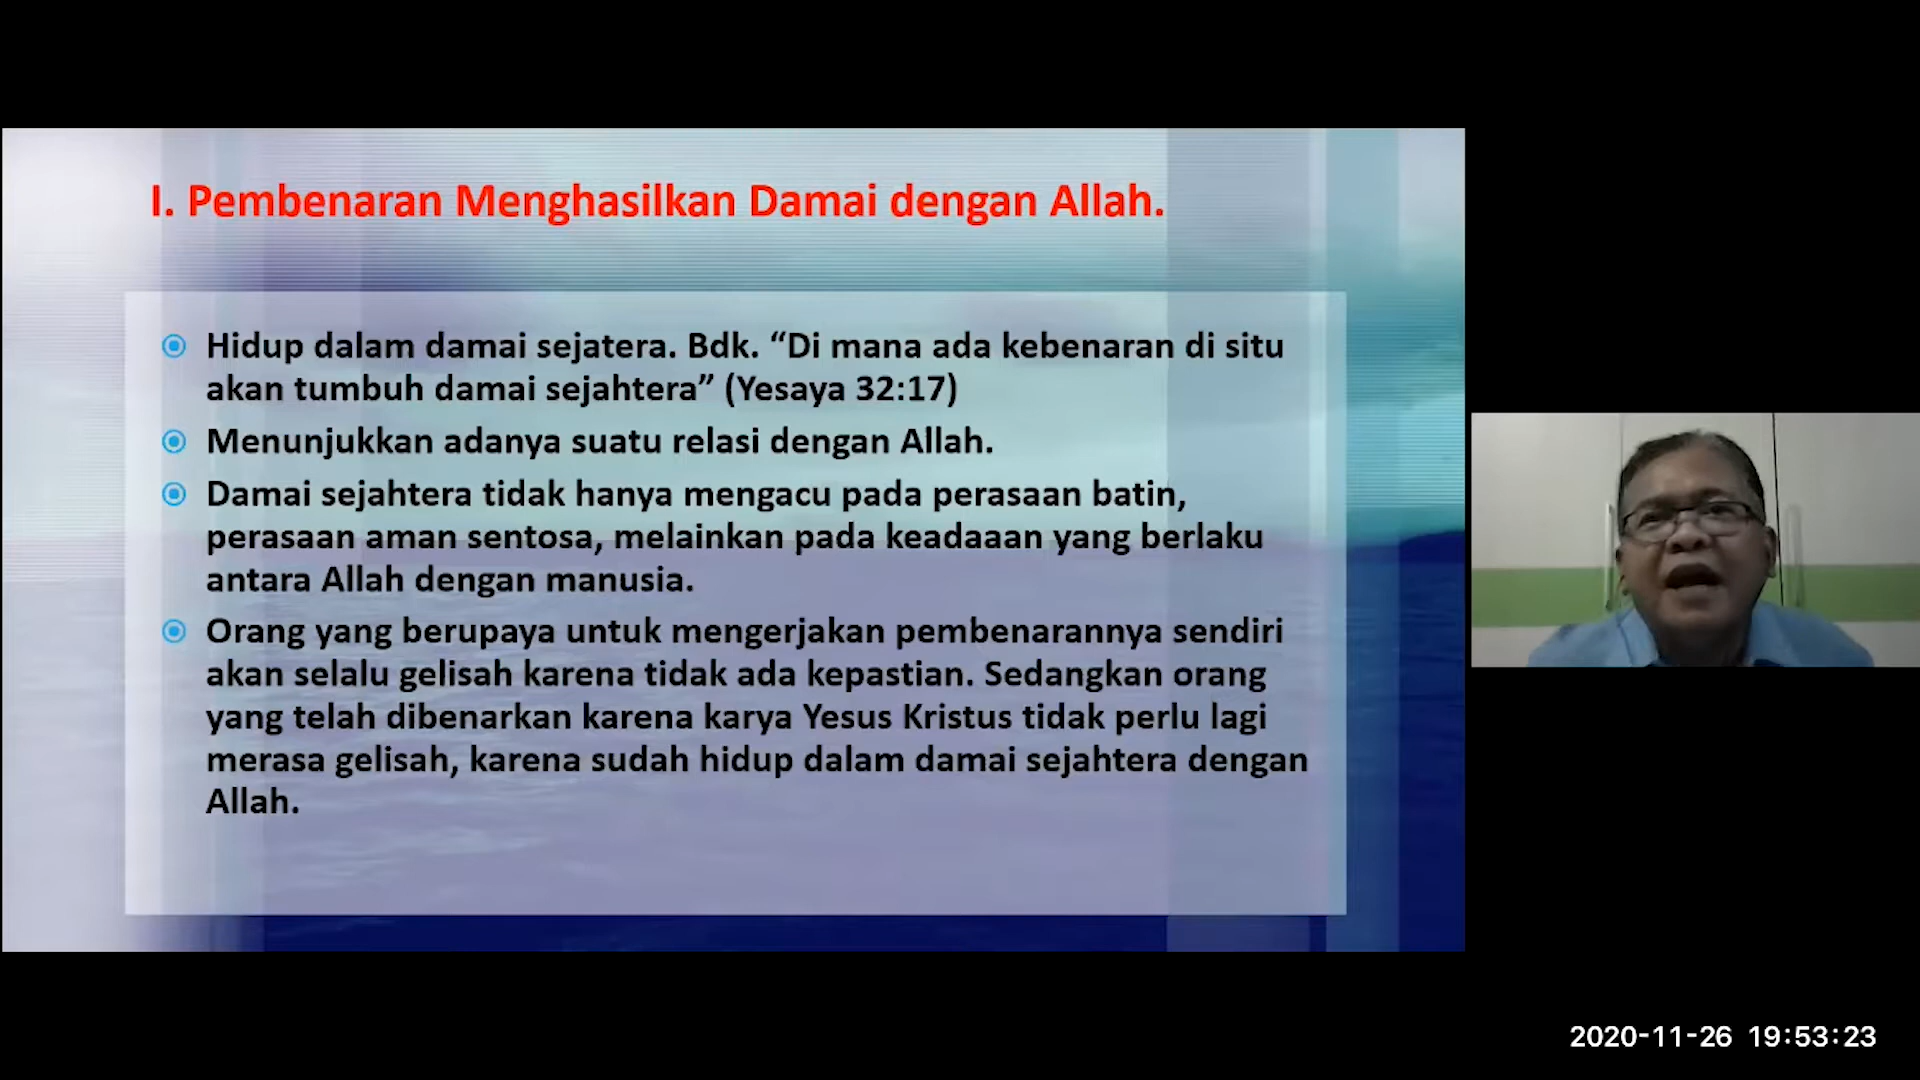 I. Pembenaran Menghasilkan Damai dengan Allah.
Hidup dalam damai sejatera. Bdk. “Di mana ada kebenaran di situ
akan tumbuh damai sejahtera” (Yesaya 32:17)
Menunjukkan adanya suatu relasi dengan Allah.
Damai sejahtera tidak hanya mengacu pada perasaan batin,
perasaan aman sentosa, melainkan pada keadaaan yang berlaku
antara Allah dengan manusia.
Orang yang berupaya untuk mengerjakan pembenarannya sendiri
akan selalu gelisah karena tidak ada kepastian. Sedangkan orang
yang telah dibenarkan karena karya Yesus Kristus tidak perlu lagi
merasa gelisah, karena sudah hidup dalam damai sejahtera dengan
Allah.
2020-11-26 19:53:23